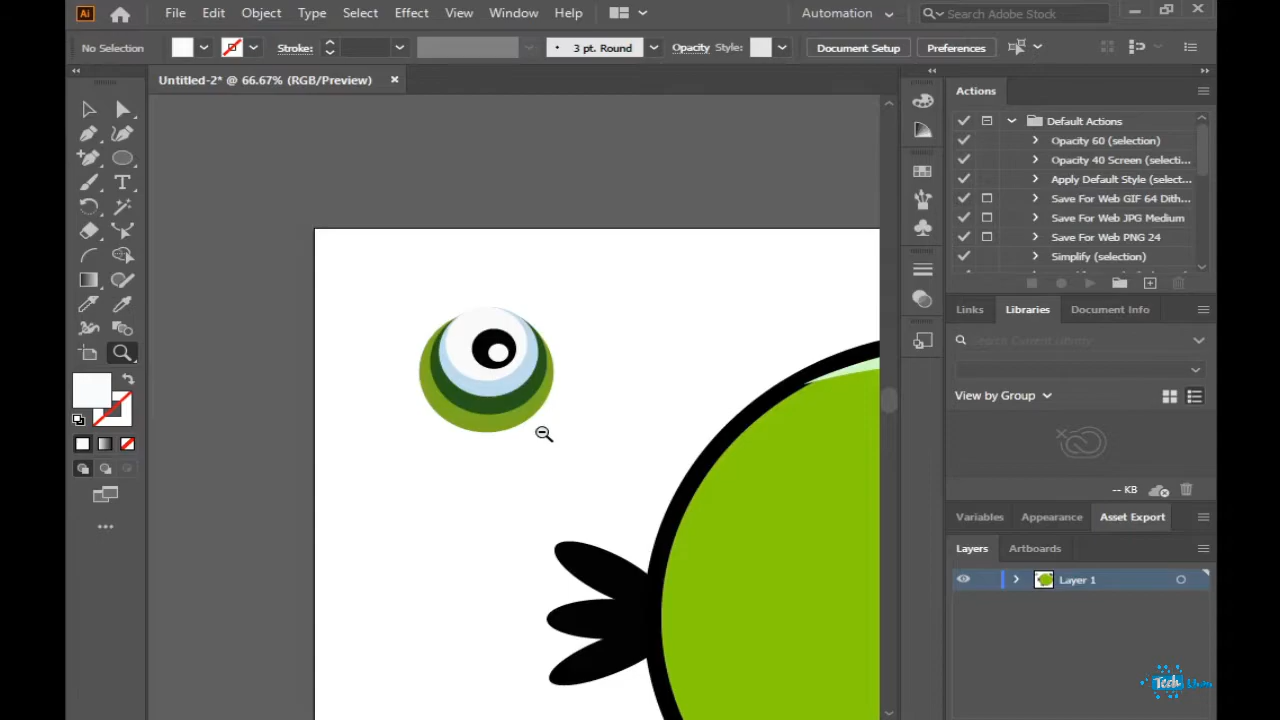 Ai File Edit Object Type Select Effect View Window Help Automation Search Adobe Stock
No Selection Stroke: 3 pt. Round Opacity Style: Document Setup Preferences
Untitled-2* @ 66.67% (RGB/Preview)
Actions
Default Actions
Opacity 60 (selection)
Opacity 40 Screen (selecti...
Apply Default Style (select...
Save For Web GIF 64 Dith...
Save For Web JPG Medium
Save For Web PNG 24
Simplify (selection)
Links Libraries Document Info
Search Current Library
View by Group
-- KB
Variables Appearance Asset Export
Layers Artboards
Layer 1
Tech